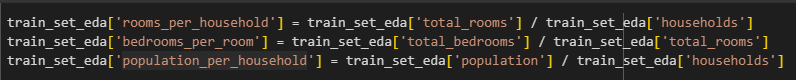 train_set_eda['rooms_per_household'] = train_set_eda['total_rooms'] / train_set_eda['households']
train_set_eda['bedrooms_per_room'] = train_set_eda['total_bedrooms'] / train_set_eda['total_rooms']
train_set_eda['population_per_household'] = train_set_eda['population'] / train_set_eda['households']